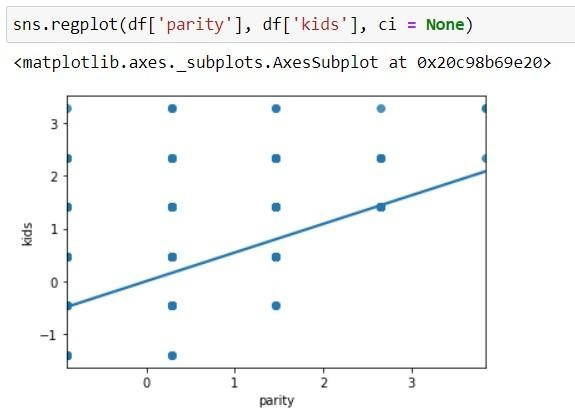 sns.regplot(df['parity'], df['kids'], ci = None)
<matplotlib.axes._subplots.AxesSubplot at 0x20c98b69e20>
3
2
1
0
−1
kids
0 1 2 3
parity